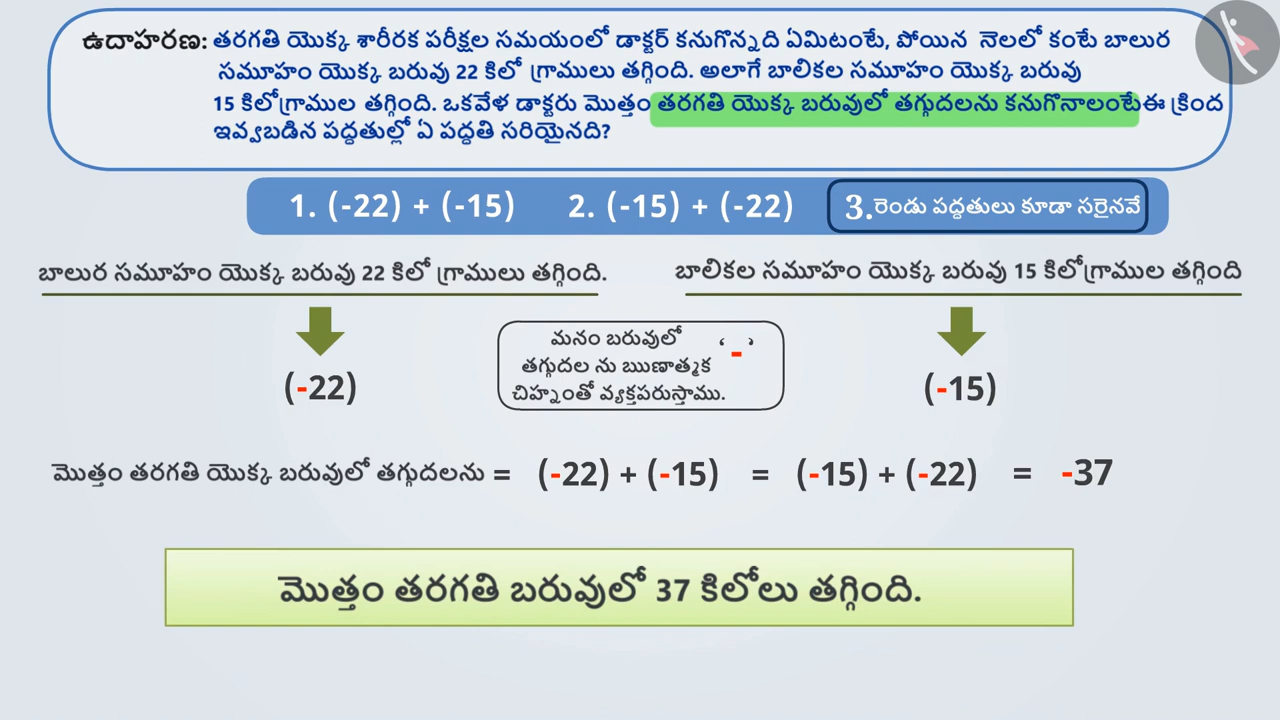 ఉదాహరణ: తరగతి యొక్క శారీరక పరీక్షల సమయంలో డాక్టర్ కనుగొన్నది ఏమిటంటే, పోయిన నెలలో కంటే బాలుర
సమూహం యొక్క బరువు 22 కిలో గ్రాములు తగ్గింది. అలాగే బాలికల సమూహం యొక్క బరువు
15 కిలోగ్రాముల తగ్గింది. ఒకవేళ డాక్టరు మొత్తం తరగతి యొక్క బరువులో తగ్గుదలను కనుగొనాలంటేఈ క్రింద
ఇవ్వబడిన పద్ధతుల్లో ఏ పద్ధతి సరియైనది?
1. (-22) + (-15) 2. (-15) + (-22) 3.రెండు పద్ధతులు కూడా సరైనవే
బాలుర సమూహం యొక్క బరువు 22 కిలో గ్రాములు తగ్గింది. బాలికల సమూహం యొక్క బరువు 15 కిలోగ్రాముల తగ్గింది
మనం బరువులో ‘-’
తగ్గుదల ను ఋణాత్మక
చిహ్నంతో వ్యక్తపరుస్తాము.
(-22) (-15)
మొత్తం తరగతి యొక్క బరువులో తగ్గుదలను = (-22) + (-15) = (-15) + (-22) = -37
మొత్తం తరగతి బరువులో 37 కిలోలు తగ్గింది.